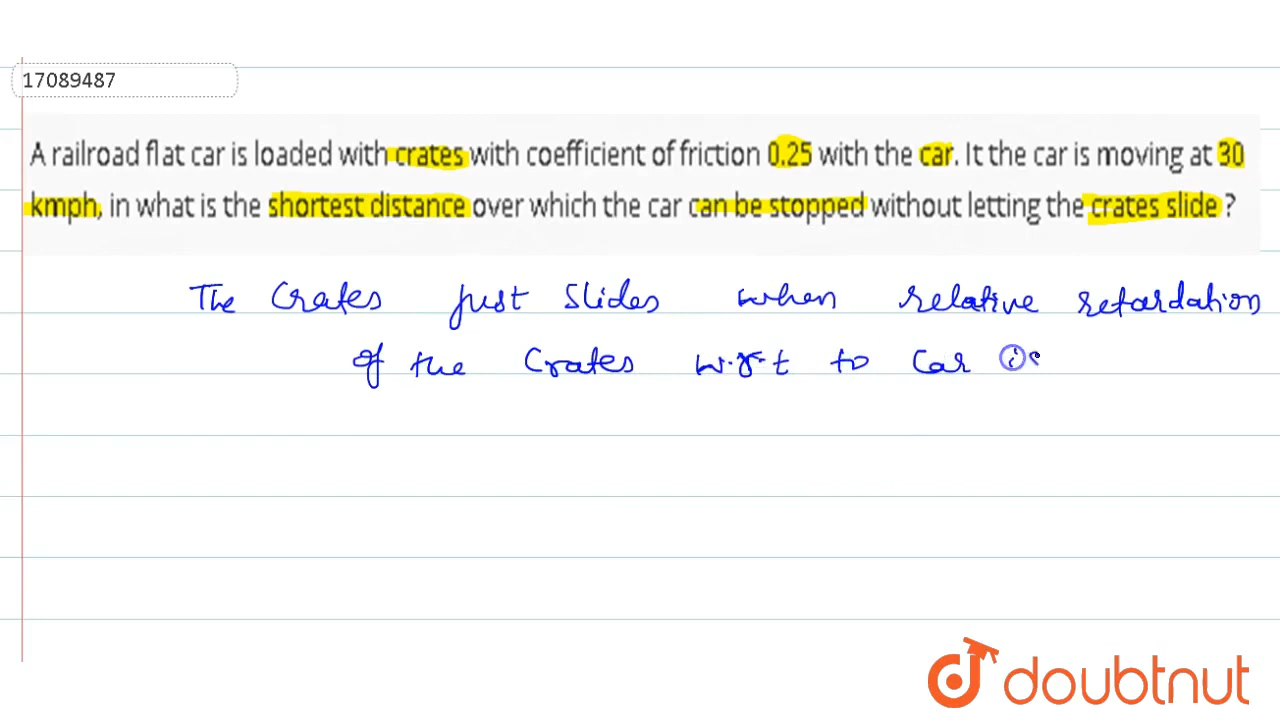 17089487
A railroad flat car is loaded with crates with coefficient of friction 0.25 with the car. It the car is moving at 30
kmph, in what is the shortest distance over which the car can be stopped without letting the crates slide ?
The Crates just slides when relative retardation
of the Crates w.r.t to Car is
doubtnut